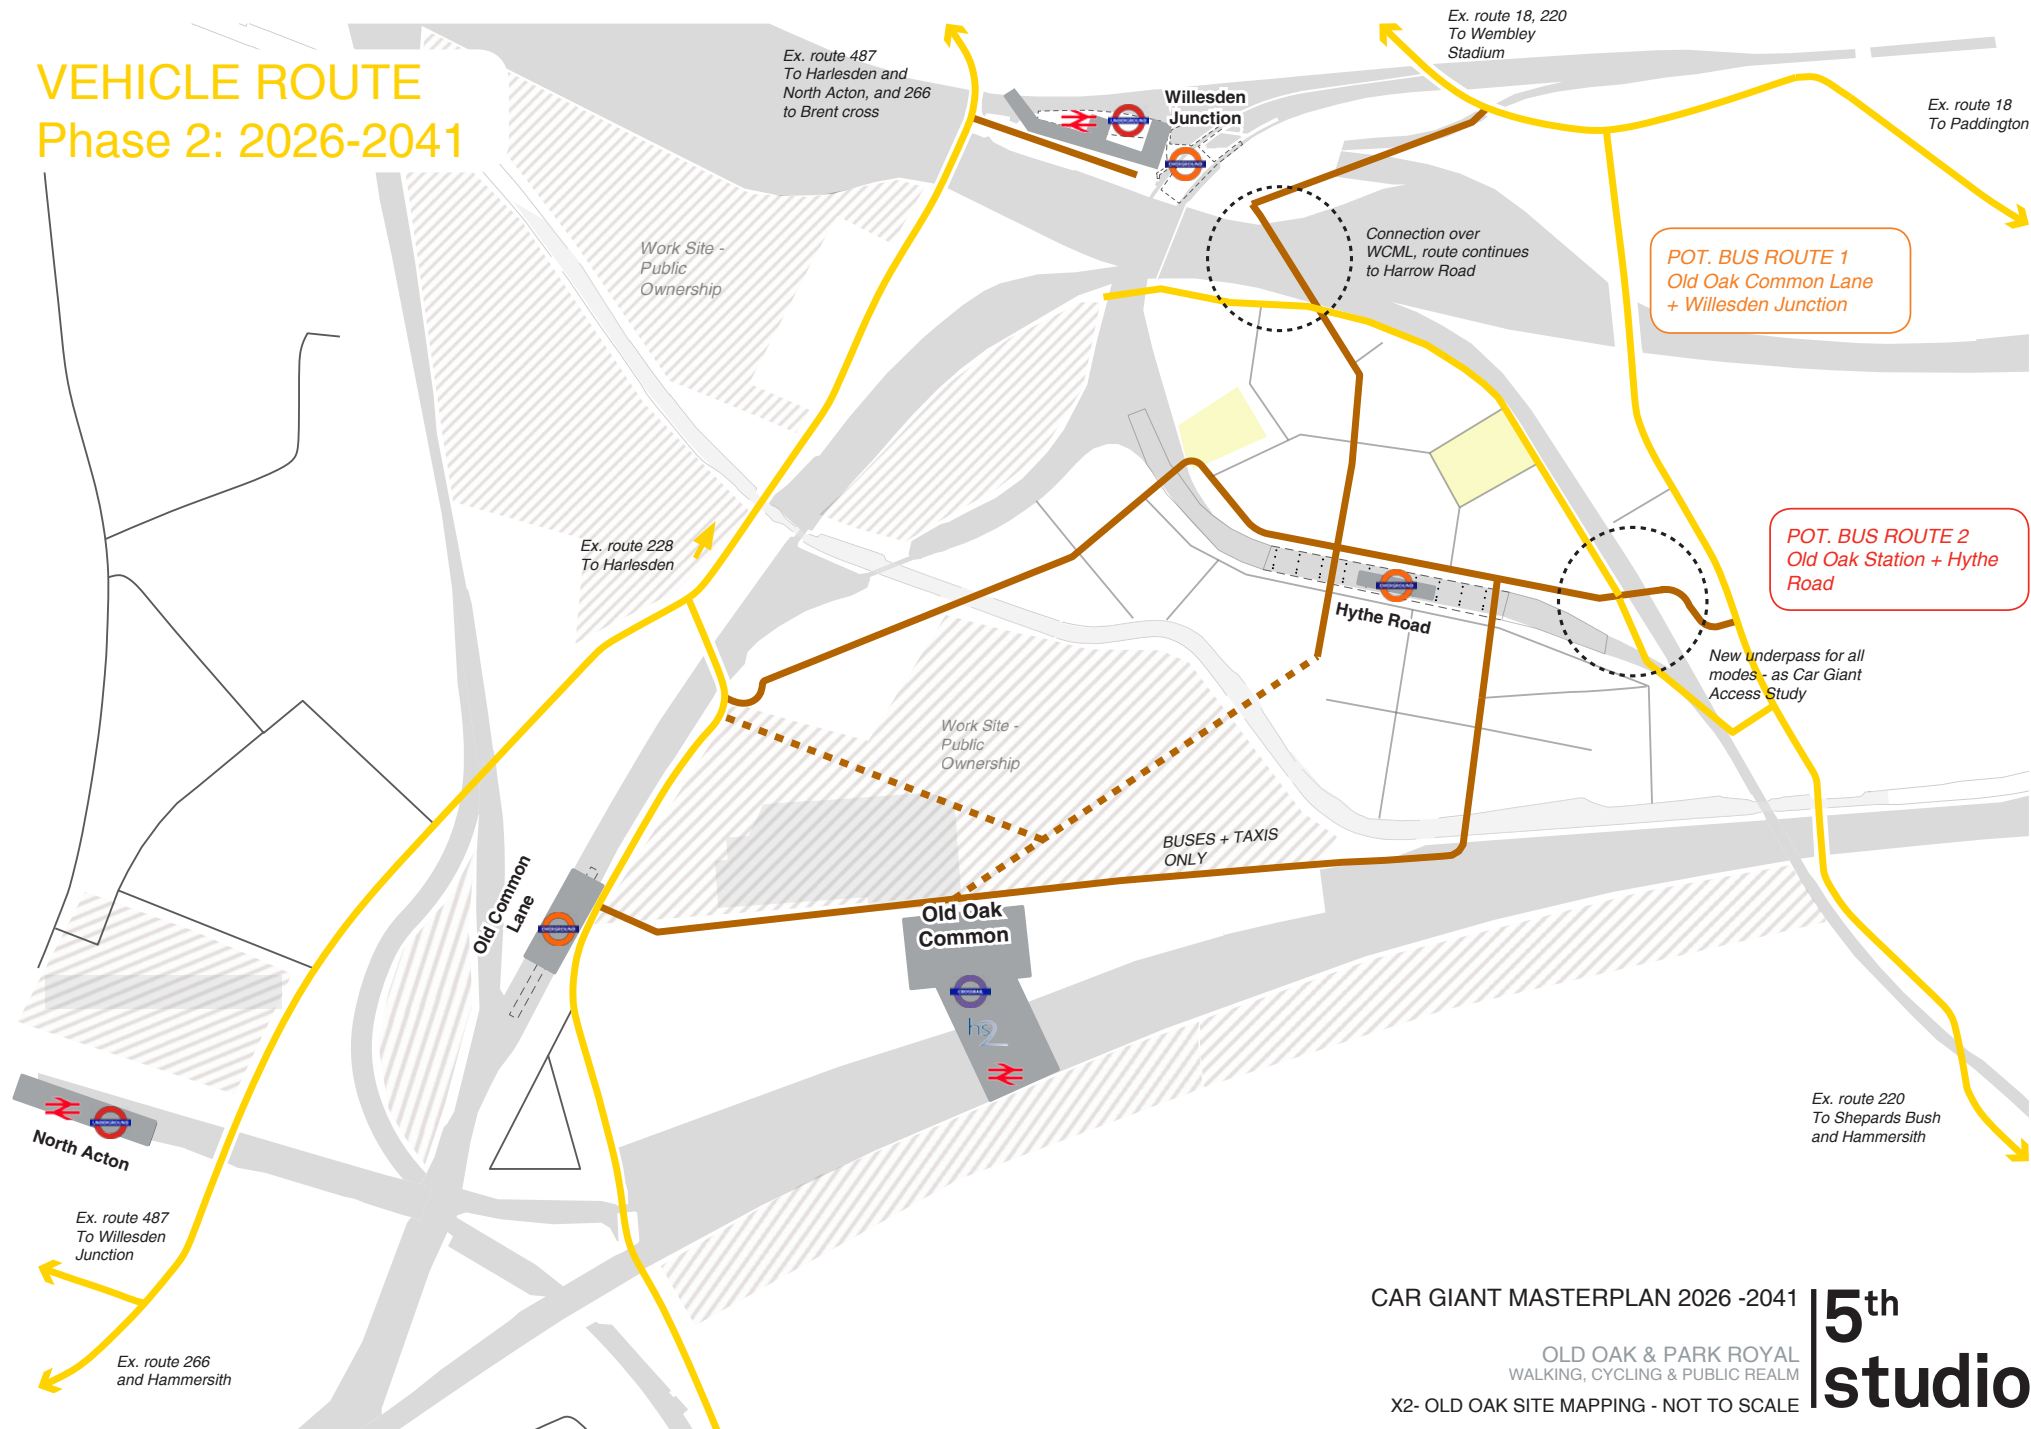 VEHICLE ROUTE
Phase 2: 2026-2041
Ex. route 487
To Harlesden and
North Acton, and 266
to Brent cross
Ex. route 18, 220
To Wembley
Stadium
Willesden
Junction
UNDERGROUND
OVERGROUND
Ex. route 18
To Paddington
Work Site -
Public
Ownership
Connection over
WCML, route continues
to Harrow Road
POT. BUS ROUTE 1
Old Oak Common Lane
+ Willesden Junction
Ex. route 228
To Harlesden
POT. BUS ROUTE 2
Old Oak Station + Hythe
Road
OVERGROUND
Hythe Road
New underpass for all
modes - as Car Giant
Access Study
Work Site -
Public
Ownership
BUSES + TAXIS
ONLY
Old Common
Lane
OVERGROUND
Old Oak
Common
CROSSRAIL
hs2
UNDERGROUND
North Acton
Ex. route 220
To Shepards Bush
and Hammersith
Ex. route 487
To Willesden
Junction
Ex. route 266
and Hammersith
CAR GIANT MASTERPLAN 2026 -2041
OLD OAK & PARK ROYAL
WALKING, CYCLING & PUBLIC REALM
X2- OLD OAK SITE MAPPING - NOT TO SCALE
5th
studio